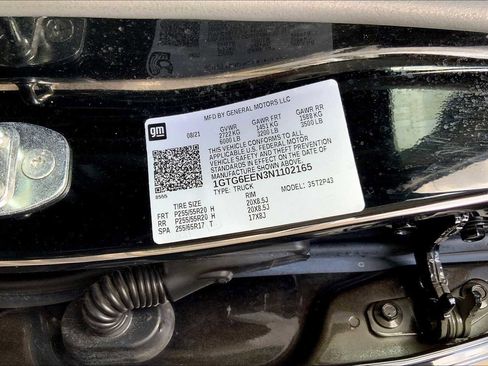 MFD BY GENERAL MOTORS LLC
gm
08/21
GVWR GAWR FRT GAWR RR
2722 KG 1451 KG 1588 KG
6000 LB 3200 LB 3500 LB
THIS VEHICLE CONFORMS TO ALL
APPLICABLE U.S. FEDERAL MOTOR
VEHICLE SAFETY AND THEFT PREVENTION
STANDARDS IN EFFECT ON THE DATE OF
MANUFACTURE SHOWN ABOVE.
1GTG6EEN3N1102165
TYPE: TRUCK MODEL: 35T2P43
TIRE SIZE RIM
FRT P255/55R20 H 20X8.5J
RR P255/55R20 H 20X8.5J
SPA 255/65R17 T 17X8J